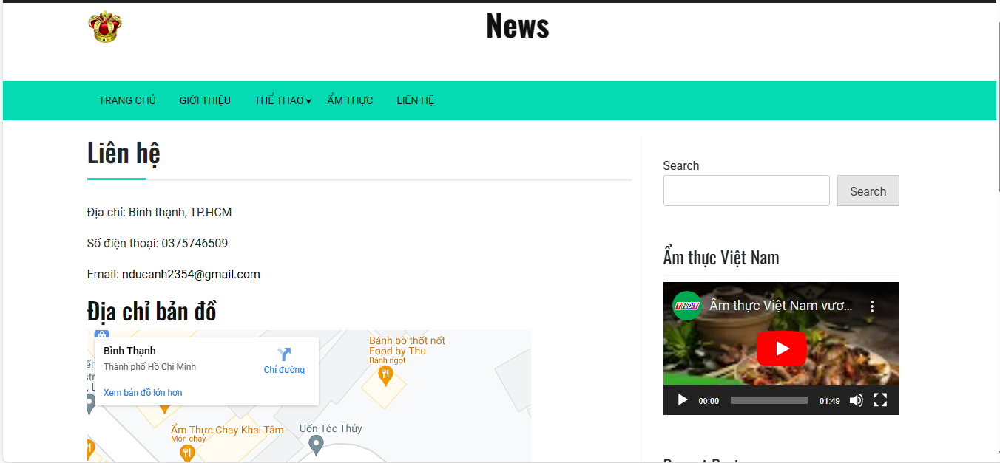 News
TRANG CHỦ GIỚI THIỆU THỂ THAO ẨM THỰC LIÊN HỆ
Liên hệ
Địa chỉ: Bình thạnh, TP.HCM
Số điện thoại: 0375746509
Email: nducanh2354@gmail.com
Địa chỉ bản đồ
Bình Thạnh
Thành phố Hồ Chí Minh
Chỉ đường
Xem bản đồ lớn hơn
Bánh bò thốt nốt
Food by Thu
Bánh ngọt
Ẩm Thực Chay Khai Tâm
Món chay
Uốn Tóc Thủy
Search
Search
Ẩm thực Việt Nam
THĐT
Ẩm thực Việt Nam vươ...
00:00 01:49